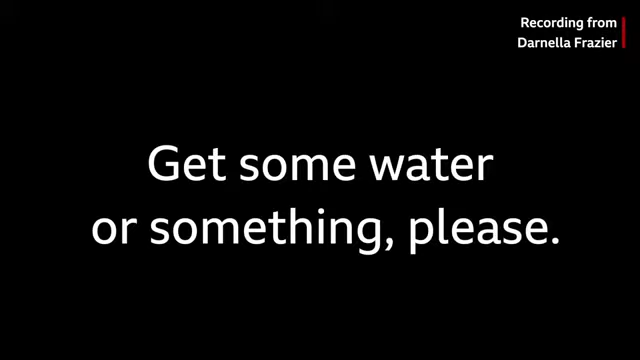 Recording from
Darnella Frazier
Get some water
or something, please.